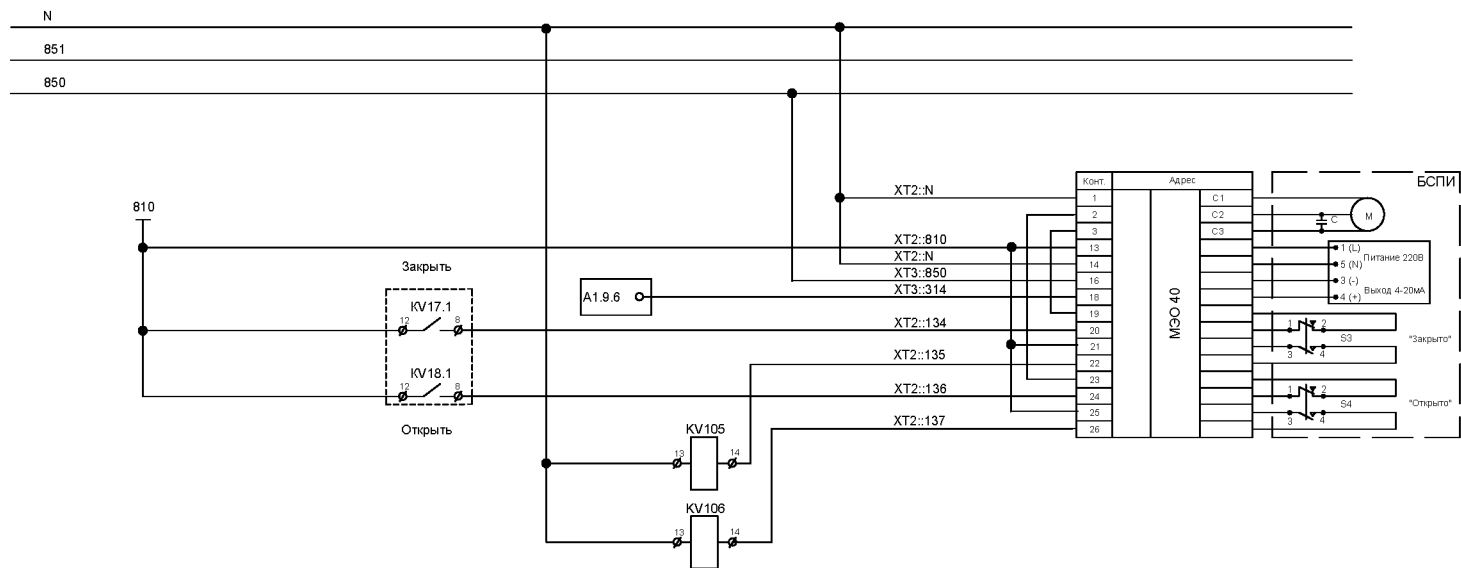 N
851
850
810
Закрыть
KV17.1
12 8
KV18.1
12 8
Открыть
A1.9.6
KV105
13 14
KV106
13 14
XT2::N
XT2::810
XT2::N
XT3::850
XT3::314
XT2::134
XT2::135
XT2::136
XT2::137
Конт. Адрес
1 C1
2 C2
3 C3
13
14
16
18
19
20
21
22
23
24
25
26
МЭО 40
БСПИ
C M
1 (L) Питание 220В
5 (N)
3 (-) Выход 4-20мА
4 (+)
1 2
S3 "Закрыто"
3 4
1 2
S4 "Открыто"
3 4